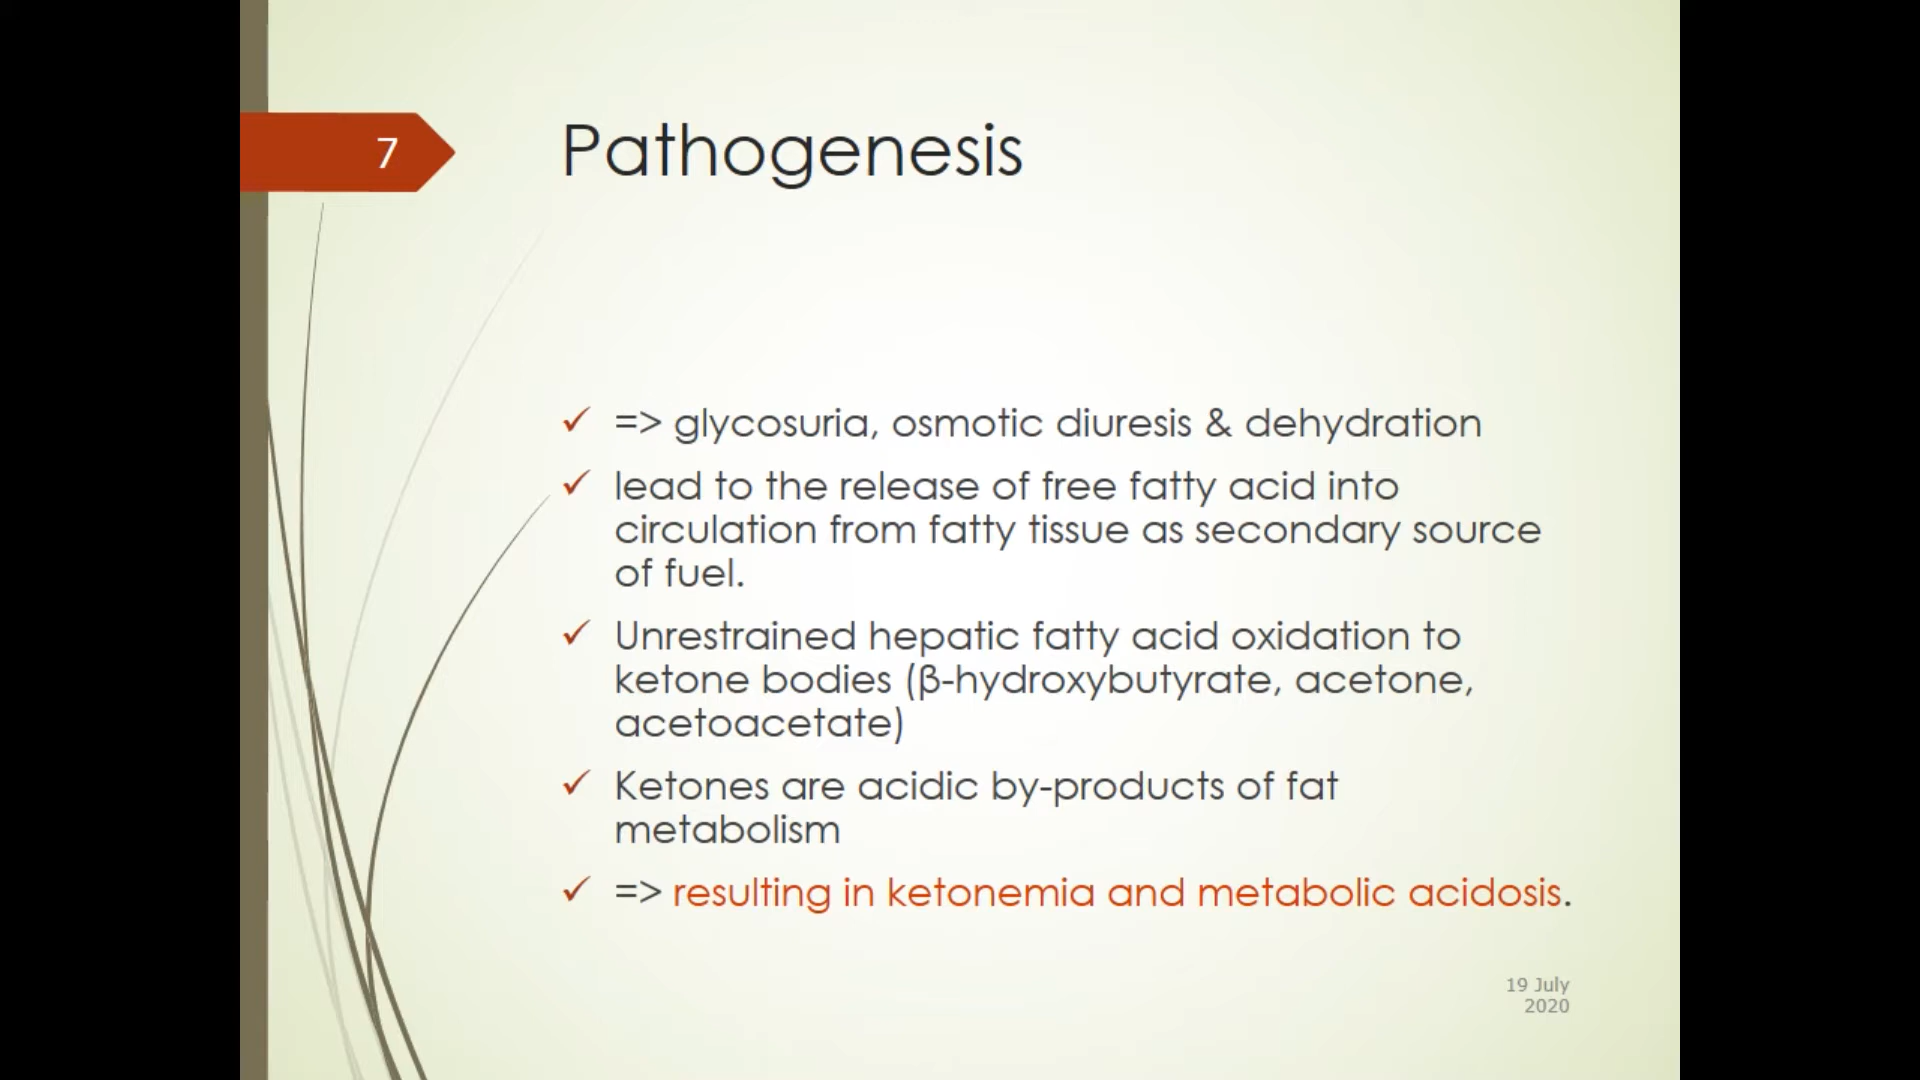 7
Pathogenesis
✓ => glycosuria, osmotic diuresis & dehydration
✓ lead to the release of free fatty acid into
circulation from fatty tissue as secondary source
of fuel.
✓ Unrestrained hepatic fatty acid oxidation to
ketone bodies (β-hydroxybutyrate, acetone,
acetoacetate)
✓ Ketones are acidic by-products of fat
metabolism
✓ => resulting in ketonemia and metabolic acidosis.
19 July
2020